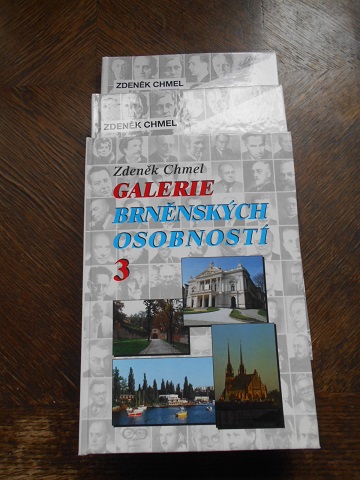 ZDENĚK CHMEL
ZDENĚK CHMEL
Zdeněk Chmel
GALERIE
BRNĚNSKÝCH
OSOBNOSTÍ
3